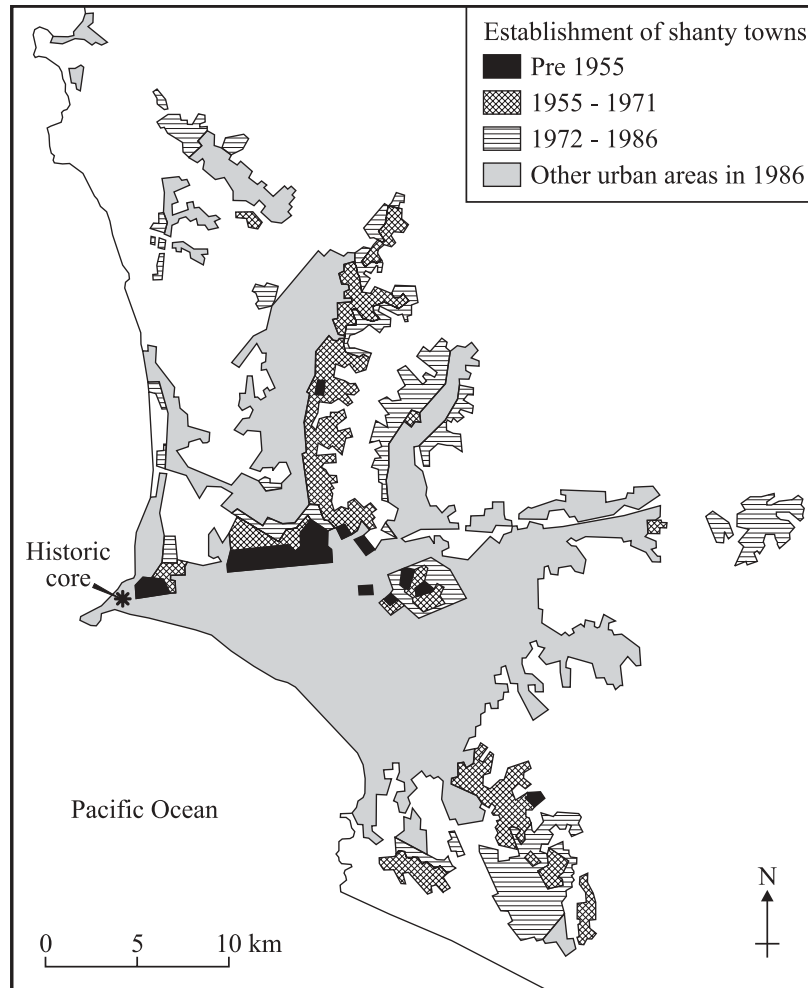 Establishment of shanty towns
Pre 1955
1955 - 1971
1972 - 1986
Other urban areas in 1986
Historic
core
Pacific Ocean
N
0 5 10 km